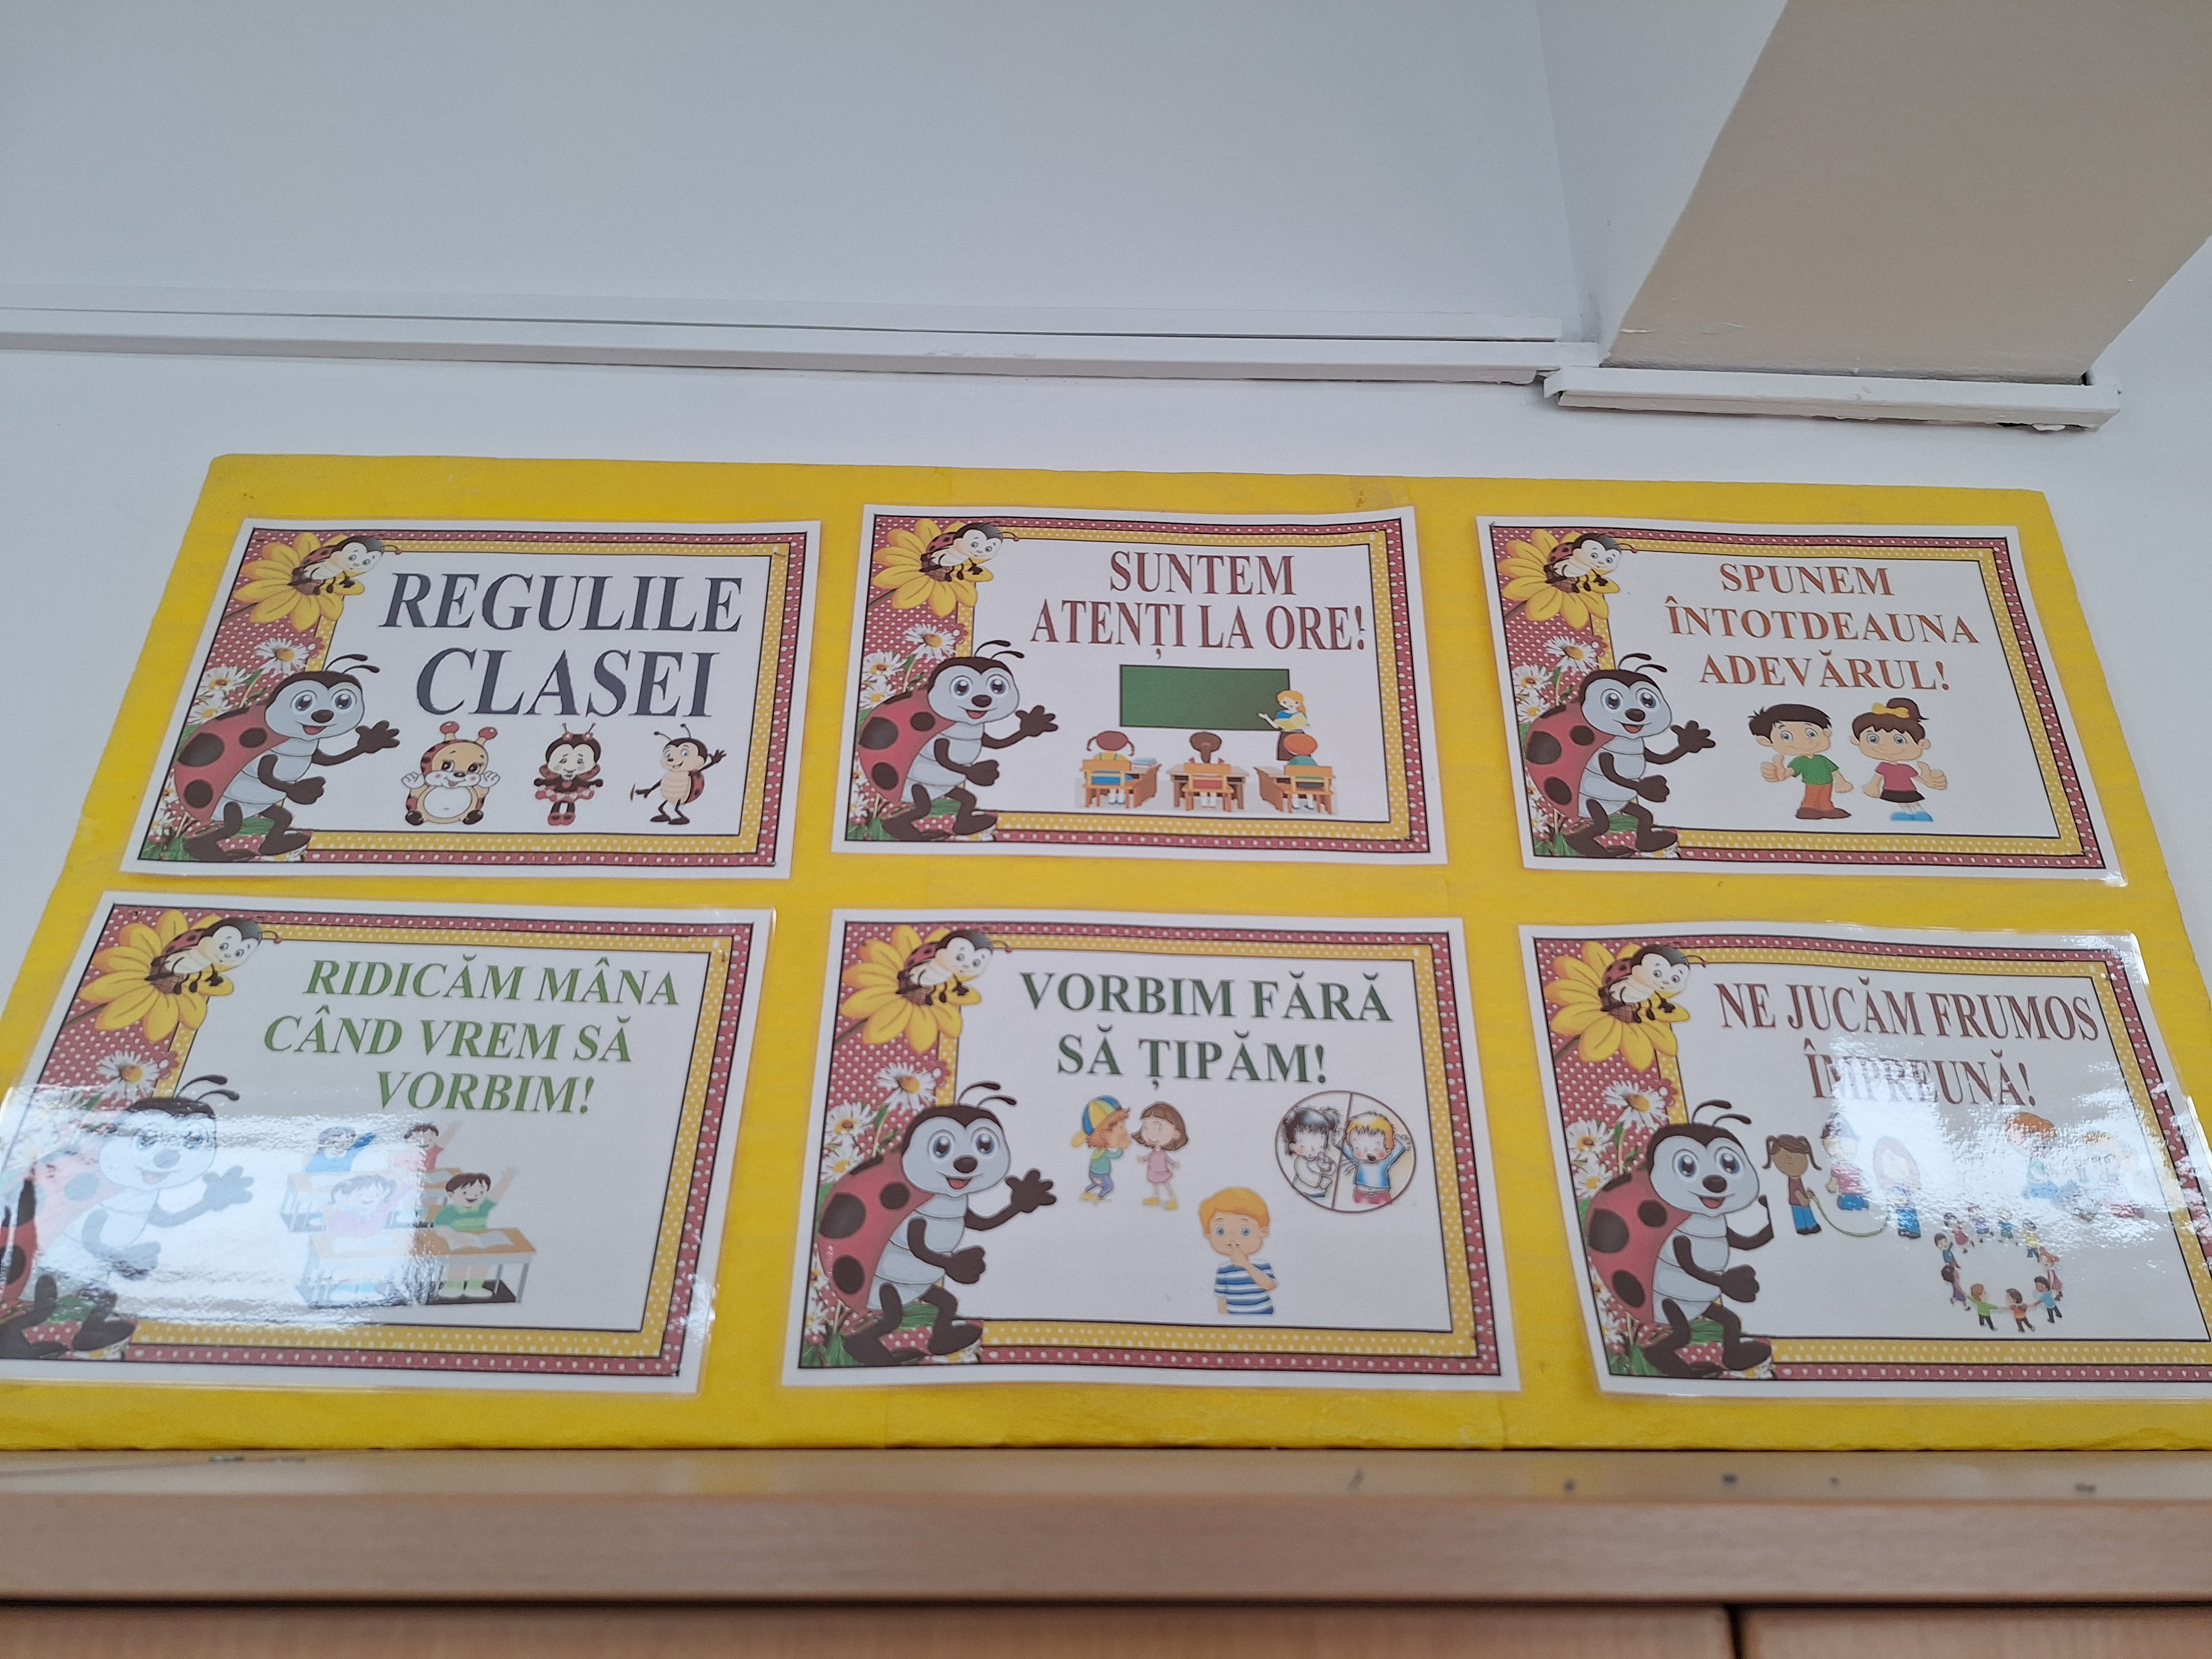 REGULILE
CLASEI
SUNTEM
ATENȚI LA ORE!
SPUNEM
ÎNTOTDEAUNA
ADEVĂRUL!
RIDICĂM MÂNA
CÂND VREM SĂ
VORBIM!
VORBIM FĂRĂ
SĂ ȚIPĂM!
NE JUCĂM FRUMOS
ÎMPREUNĂ!